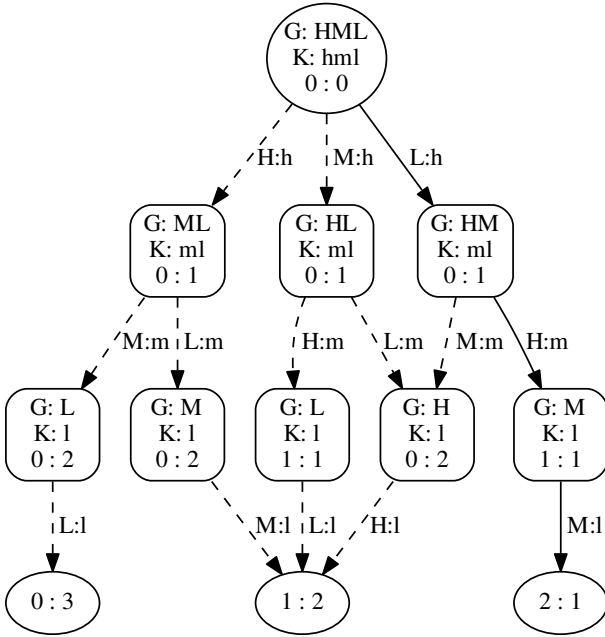 G: HML
K: hml
0 : 0
H:h
M:h
L:h
G: ML
K: ml
0 : 1
G: HL
K: ml
0 : 1
G: HM
K: ml
0 : 1
M:m
L:m
H:m
L:m
M:m
H:m
G: L
K: l
0 : 2
G: M
K: l
0 : 2
G: L
K: l
1 : 1
G: H
K: l
0 : 2
G: M
K: l
1 : 1
L:l
M:l
L:l
H:l
M:l
0 : 3
1 : 2
2 : 1